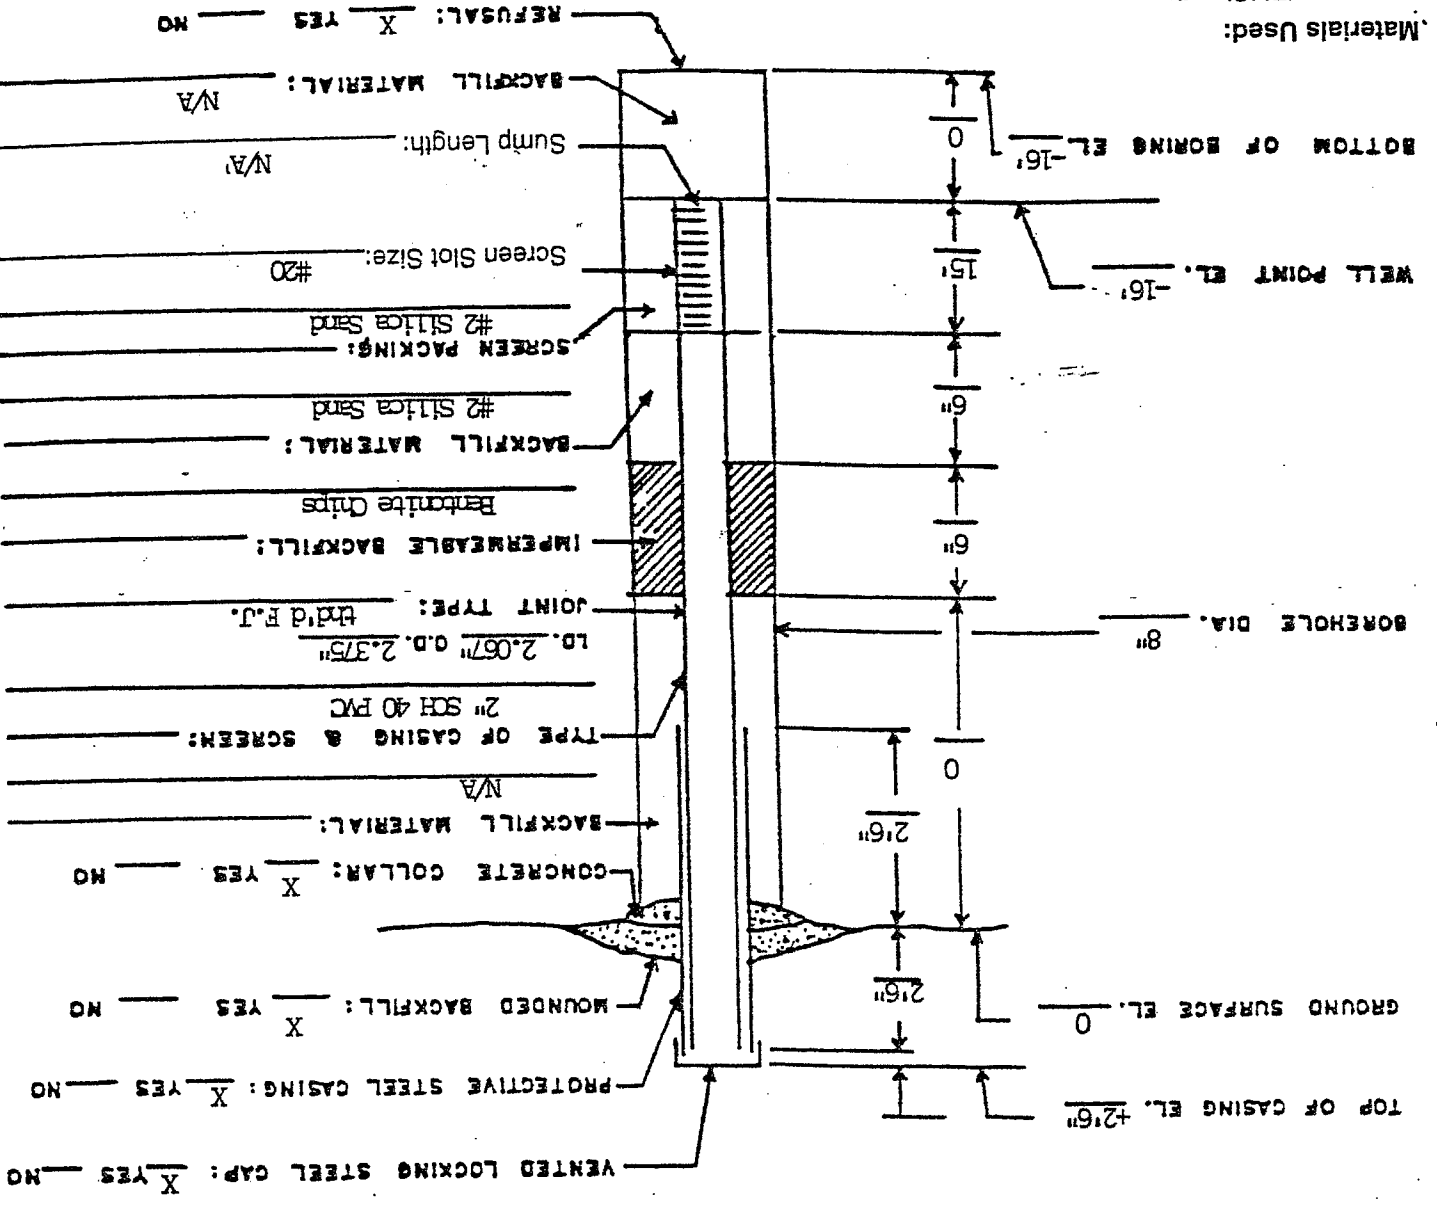 VENTED LOCKING STEEL CAP: X YES NO
TOP OF CASING EL. +2'6"
PROTECTIVE STEEL CASING: X YES NO
GROUND SURFACE EL. 0
2'6"
MOUNDED BACKFILL: X YES NO
CONCRETE COLLAR: X YES NO
2'6"
BACKFILL MATERIAL:
N/A
0
TYPE OF CASING & SCREEN:
2" SCH 40 PVC
BOREHOLE DIA. 8"
I.D. 2.067" O.D. 2.375"
JOINT TYPE: thd'd F.J.
6"
IMPERMEABLE BACKFILL:
Bentonite Chips
6"
BACKFILL MATERIAL:
#2 Silica Sand
SCREEN PACKING:
#2 Silica Sand
WELL POINT EL. -16'
15'
Screen Slot Size: #20
BOTTOM OF BORING EL. -16'
0
Sump Length: N/A'
BACKFILL MATERIAL: N/A
REFUSAL: X YES NO
Materials Used: